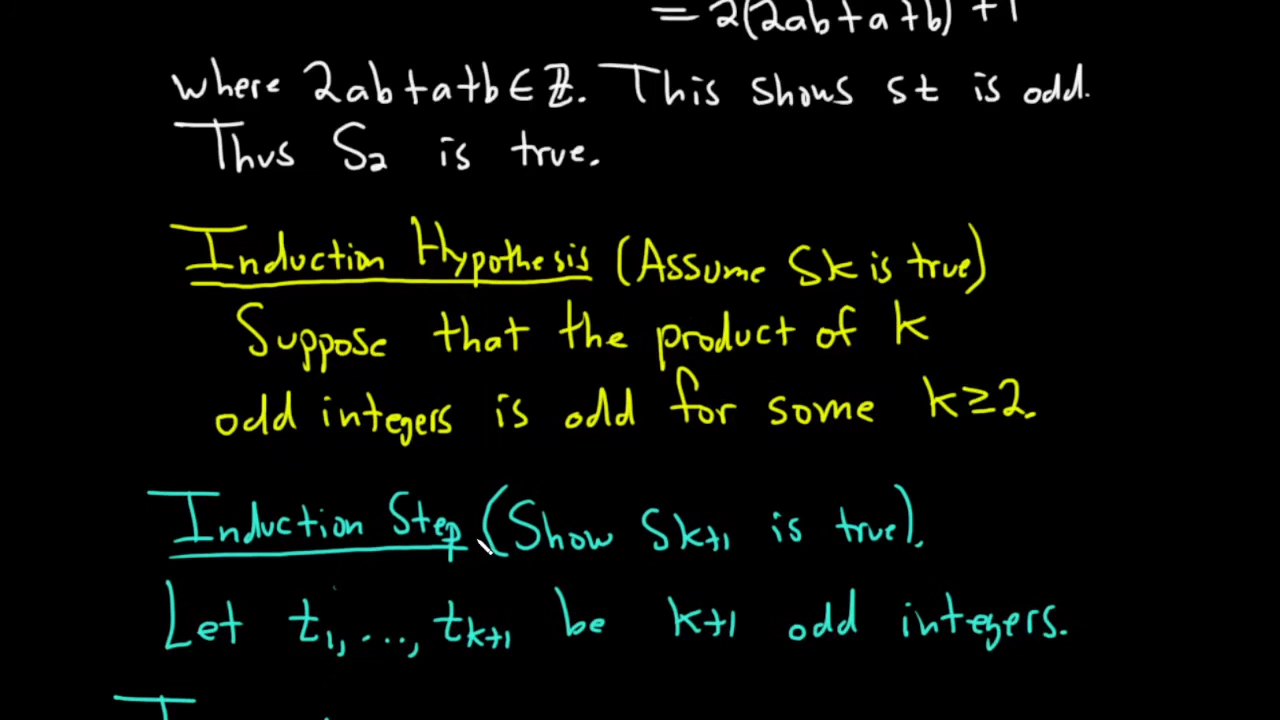 = 2(2ab+a+b) +1
where 2ab+a+b∈ℤ. This shows st is odd.
Thus S₂ is true.
Induction Hypothesis (Assume Sk is true)
Suppose that the product of k
odd integers is odd for some k≥2.
Induction Step (Show Sk+1 is true).
Let t₁,...,tk+1 be k+1 odd integers.